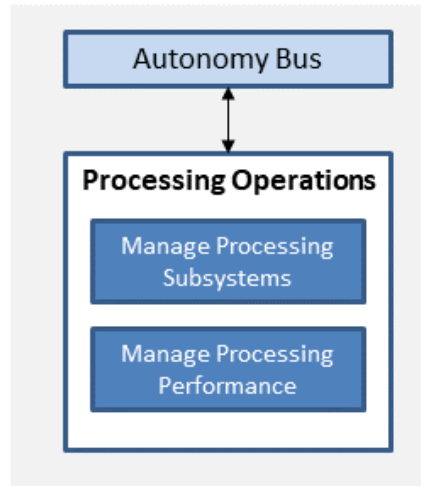 Autonomy Bus
Processing Operations
Manage Processing
Subsystems
Manage Processing
Performance